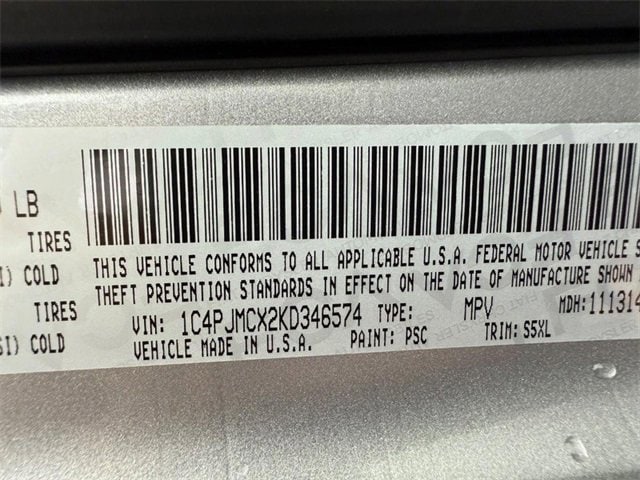 LB
TIRES
COLD
COLD
THIS VEHICLE CONFORMS TO ALL APPLICABLE U.S.A. FEDERAL MOTOR VEHICLE S
THEFT PREVENTION STANDARDS IN EFFECT ON THE DATE OF MANUFACTURE SHOWN
VIN: 1C4PJMCX2KD346574 TYPE: MPV MDH:111314
VEHICLE MADE IN U.S.A. PAINT: PSC TRIM: S5XL